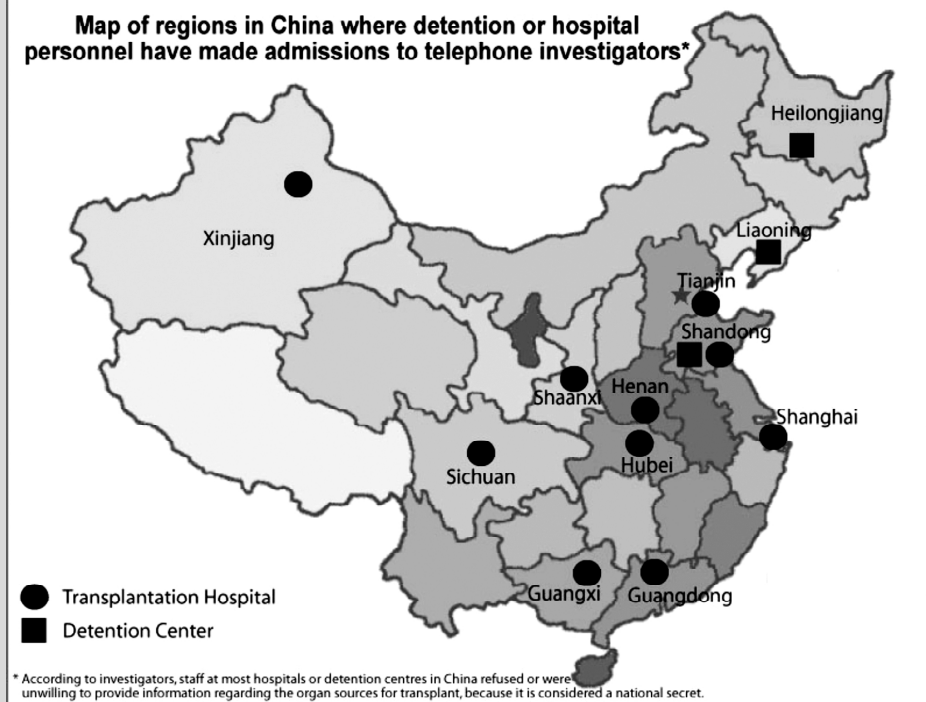 Map of regions in China where detention or hospital
personnel have made admissions to telephone investigators*
Heilongjiang
Liaoning
Xinjiang
Tianjin
Shandong
Henan
Shaanxi
Shanghai
Hubei
Sichuan
Guangxi
Guangdong
Transplantation Hospital
Detention Center
* According to investigators, staff at most hospitals or detention centres in China refused or were
unwilling to provide information regarding the organ sources for transplant, because it is considered a national secret.